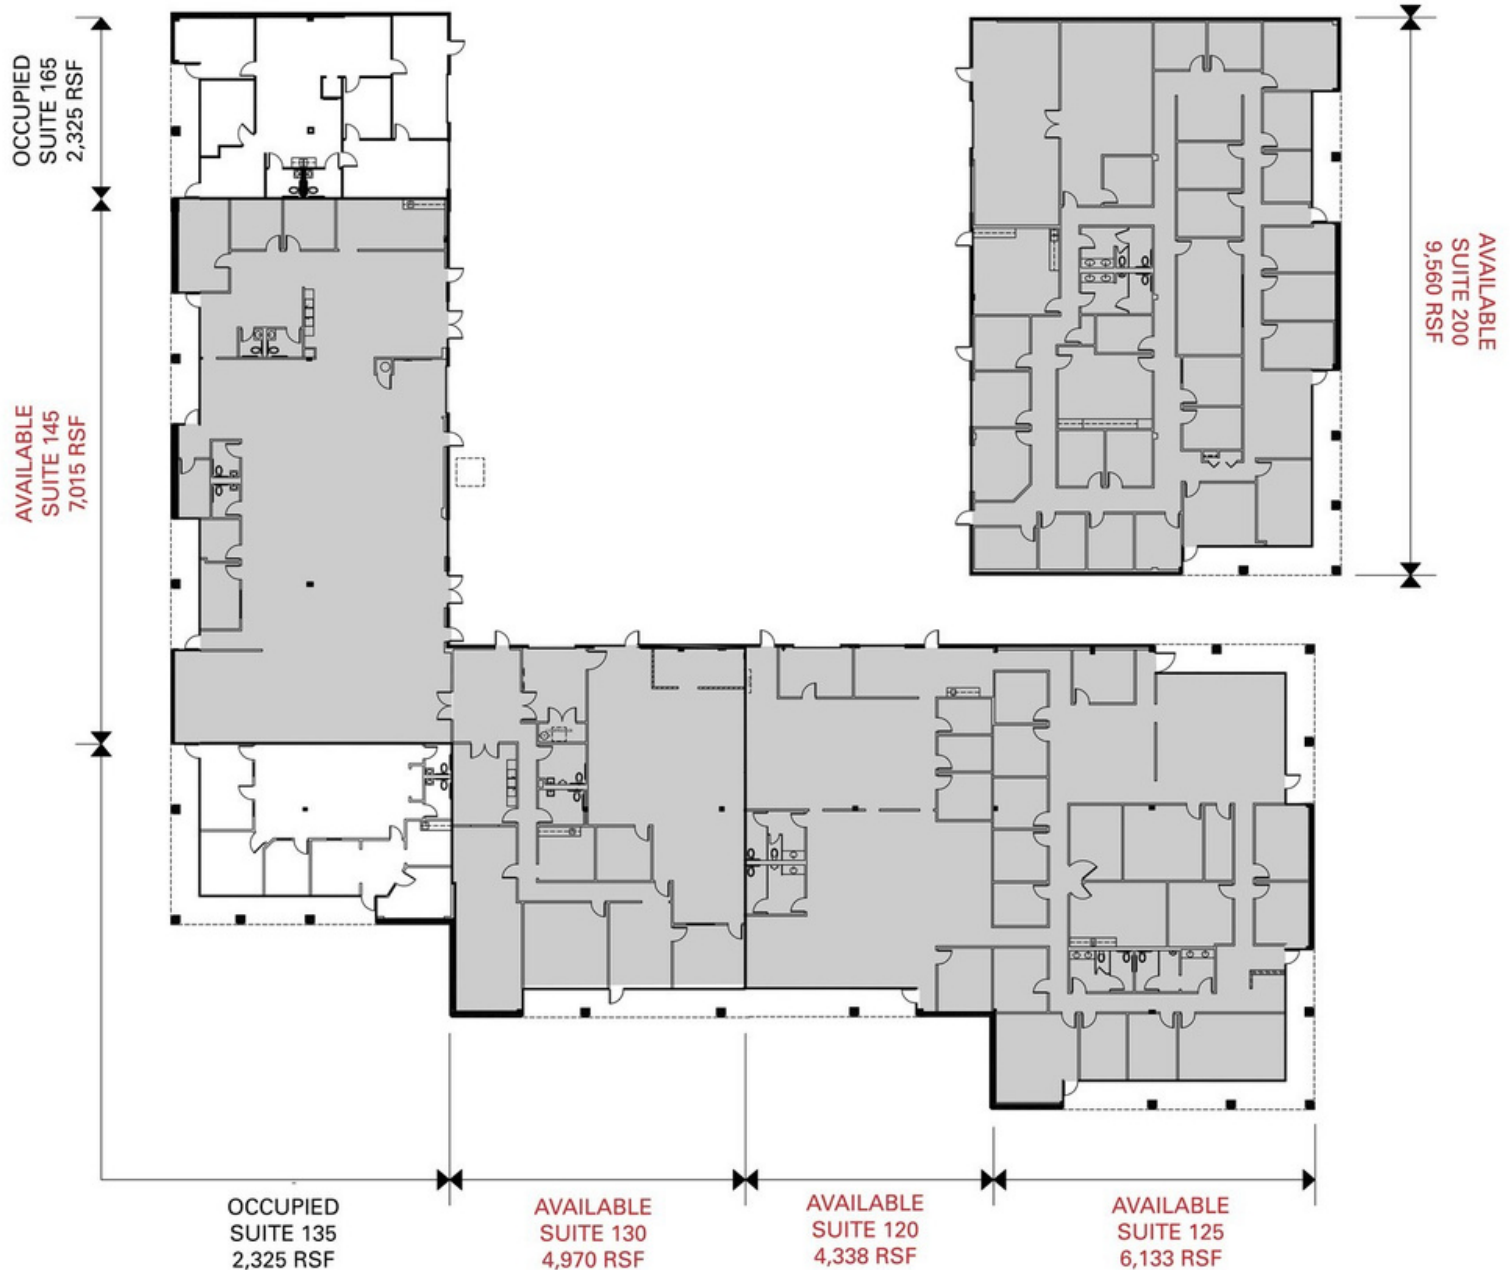 OCCUPIED
SUITE 165
2,325 RSF
AVAILABLE
SUITE 145
7,015 RSF
AVAILABLE
SUITE 200
9,560 RSF
OCCUPIED
SUITE 135
2,325 RSF
AVAILABLE
SUITE 130
4,970 RSF
AVAILABLE
SUITE 120
4,338 RSF
AVAILABLE
SUITE 125
6,133 RSF